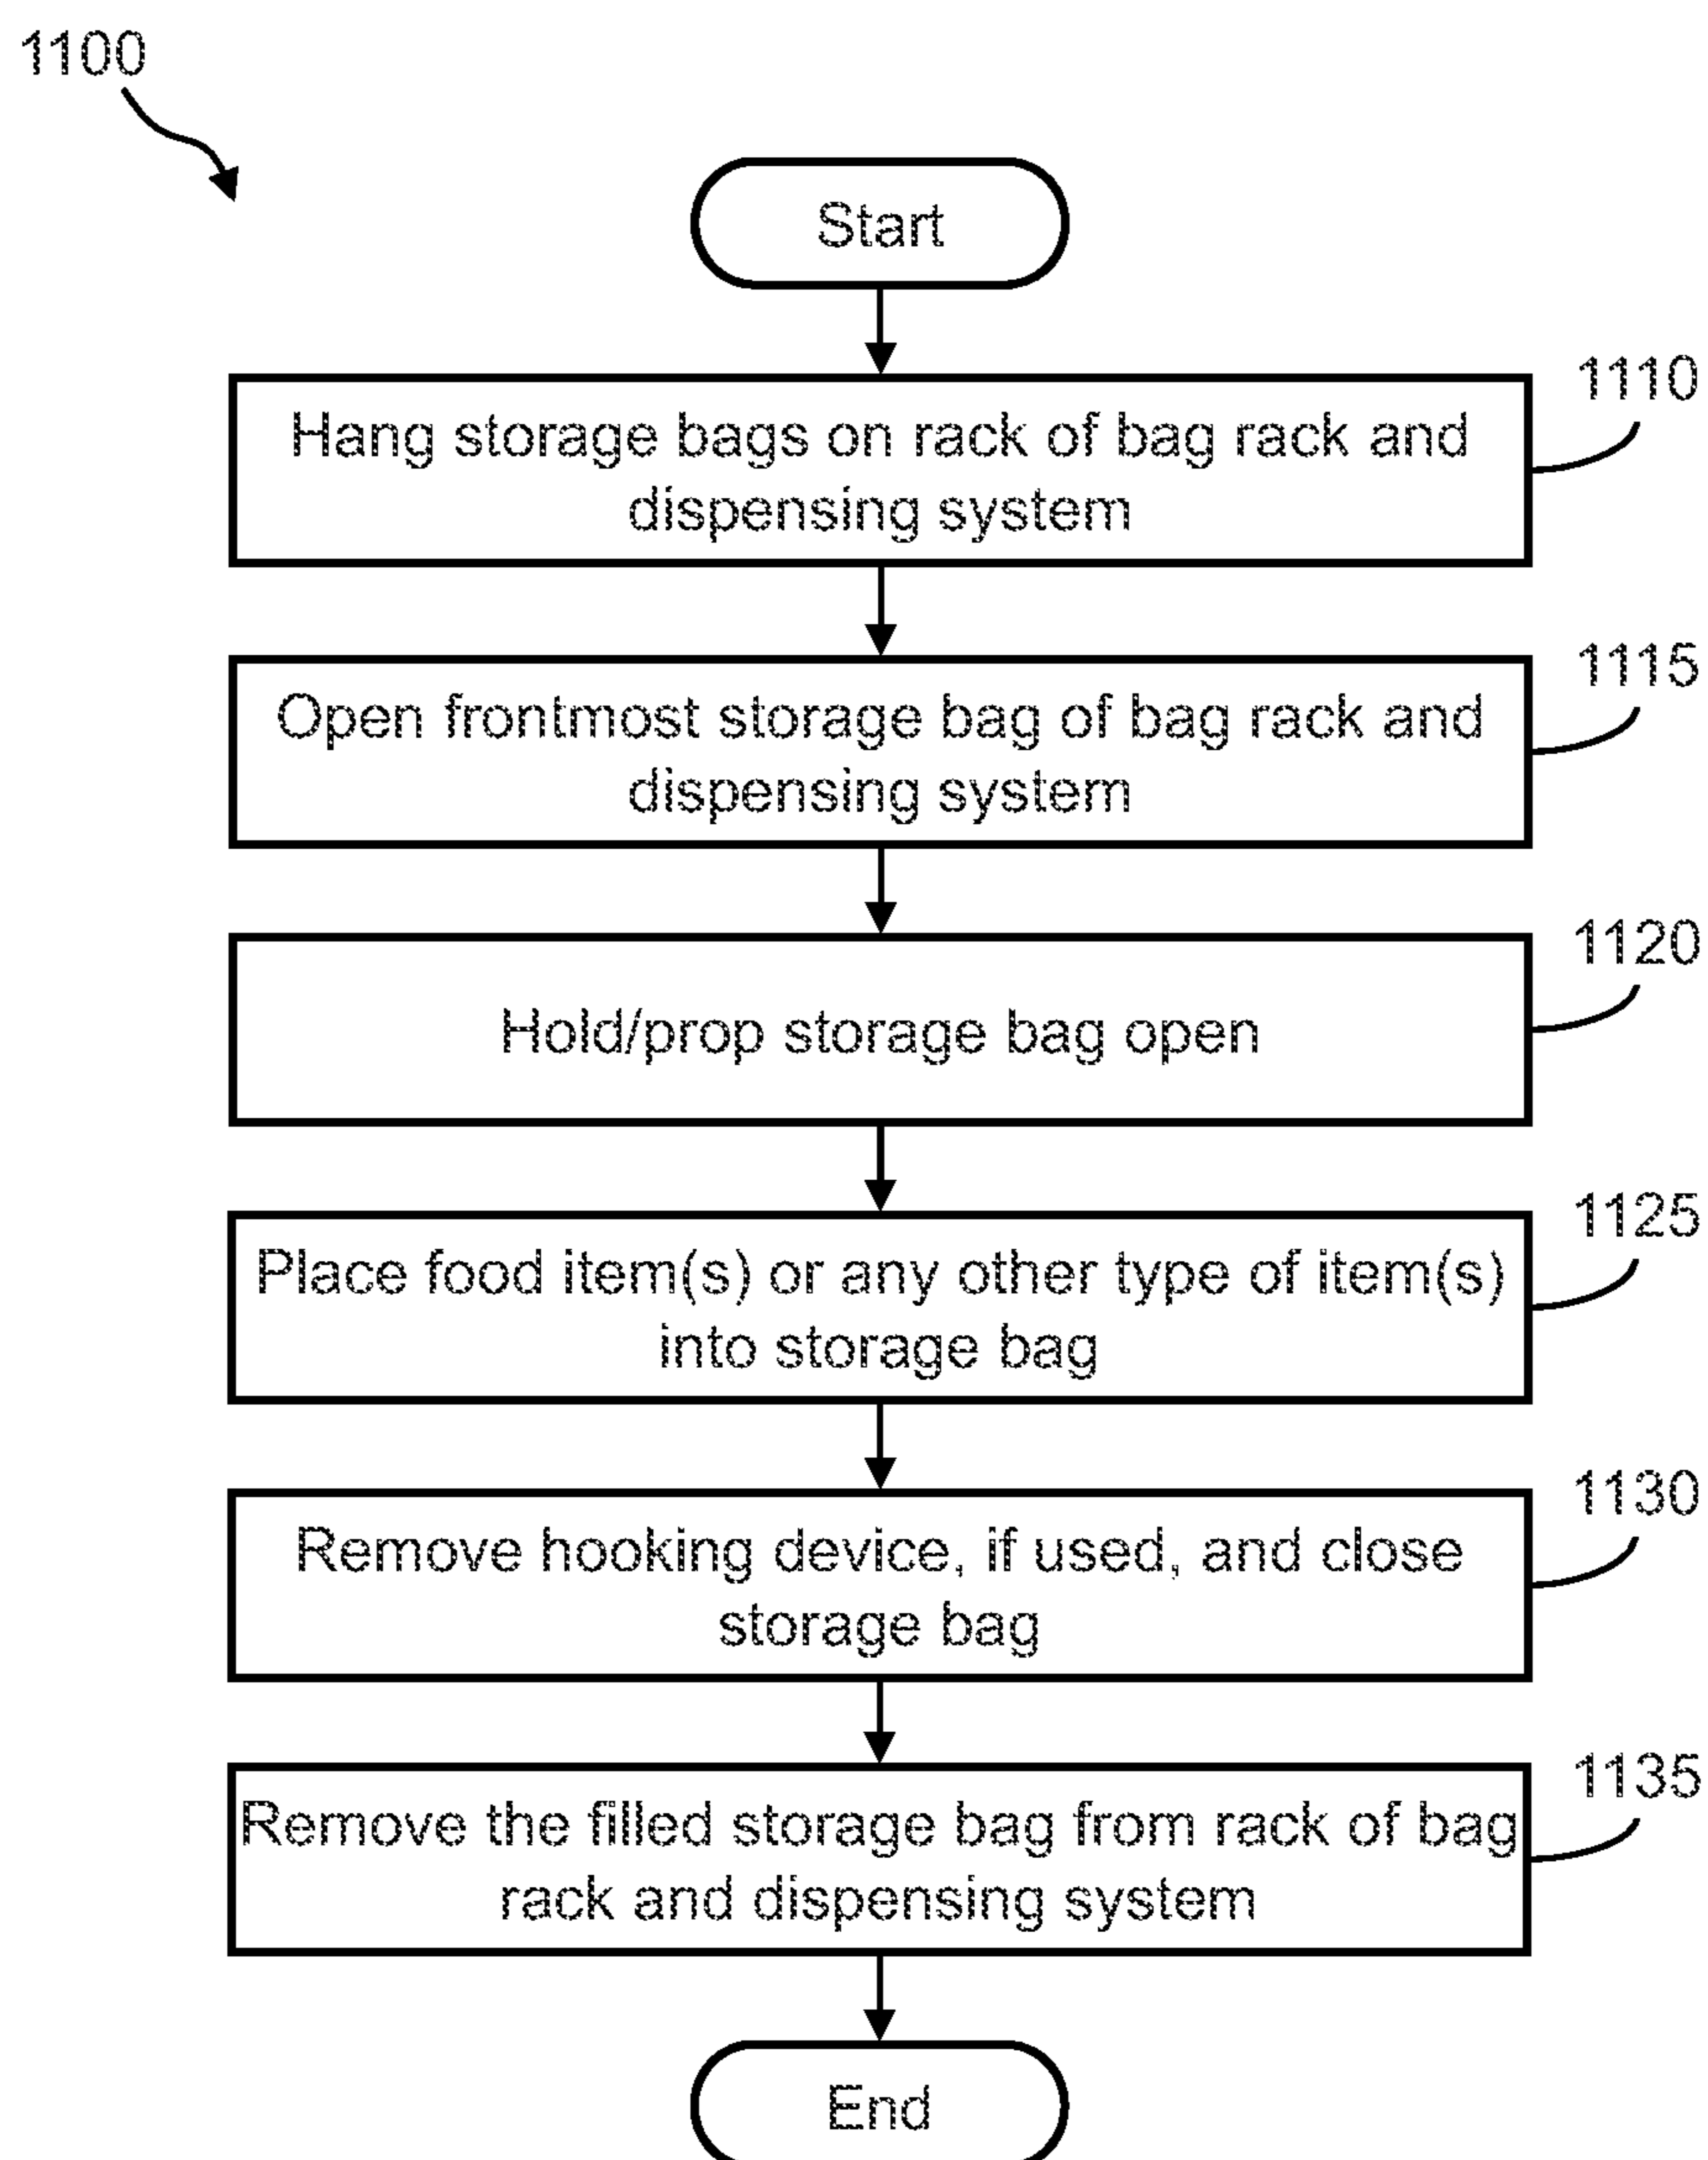 1100
Start
1110
Hang storage bags on rack of bag rack and
dispensing system
1115
Open frontmost storage bag of bag rack and
dispensing system
1120
Hold/prop storage bag open
1125
Place food item(s) or any other type of item(s)
into storage bag
1130
Remove hooking device, if used, and close
storage bag
1135
Remove the filled storage bag from rack of bag
rack and dispensing system
End